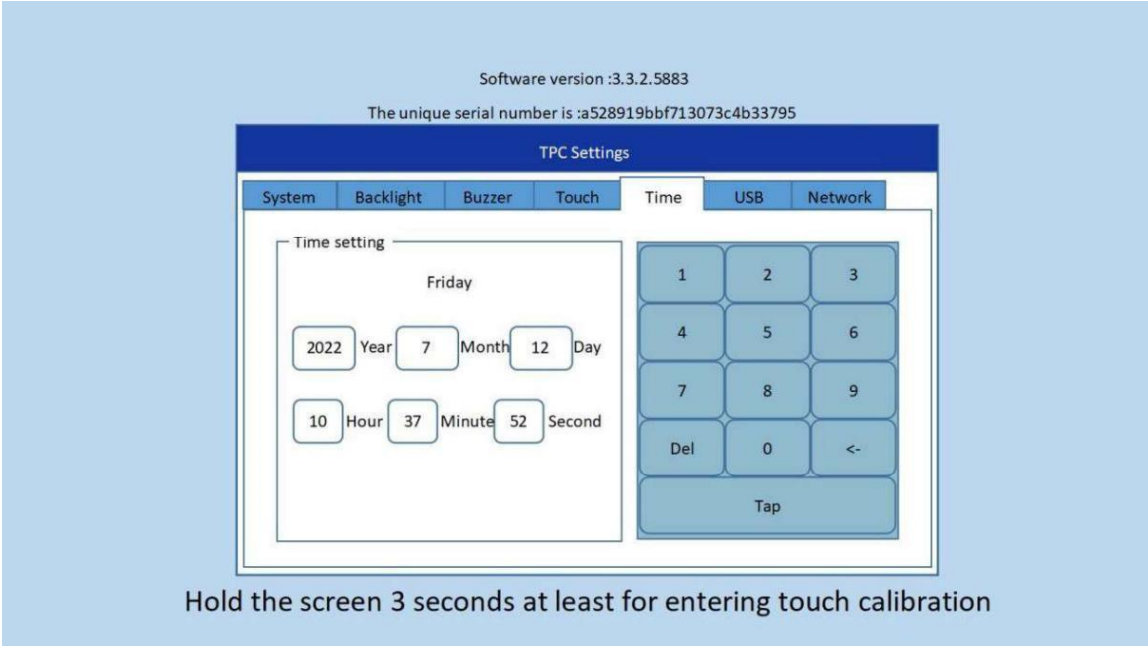 Software version :3.3.2.5883
The unique serial number is :a528919bbf713073c4b33795
TPC Settings
System Backlight Buzzer Touch Time USB Network
Time setting
Friday
2022 Year 7 Month 12 Day
10 Hour 37 Minute 52 Second
1 2 3
4 5 6
7 8 9
Del 0 <-
Tap
Hold the screen 3 seconds at least for entering touch calibration